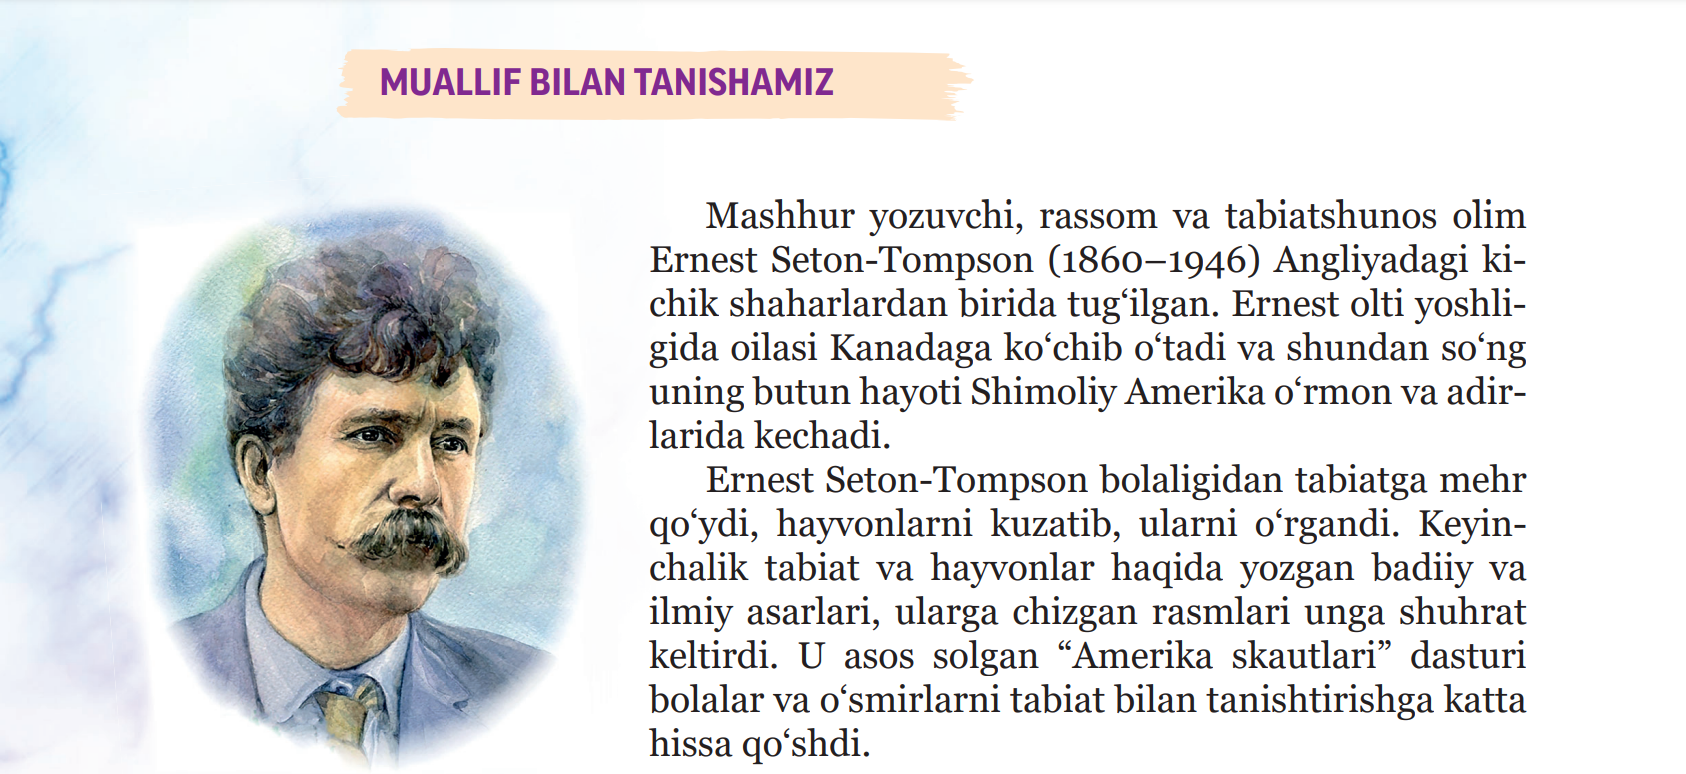 MUALLIF BILAN TANISHAMIZ
Mashhur yozuvchi, rassom va tabiatshunos olim
Ernest Seton-Tompson (1860–1946) Angliyadagi ki-
chik shaharlardan birida tug‘ilgan. Ernest olti yoshli-
gida oilasi Kanadaga ko‘chib o‘tadi va shundan so‘ng
uning butun hayoti Shimoliy Amerika o‘rmon va adir-
larida kechadi.
Ernest Seton-Tompson bolaligidan tabiatga mehr
qo‘ydi, hayvonlarni kuzatib, ularni o‘rgandi. Keyin-
chalik tabiat va hayvonlar haqida yozgan badiiy va
ilmiy asarlari, ularga chizgan rasmlari unga shuhrat
keltirdi. U asos solgan “Amerika skautlari” dasturi
bolalar va o‘smirlarni tabiat bilan tanishtirishga katta
hissa qo‘shdi.